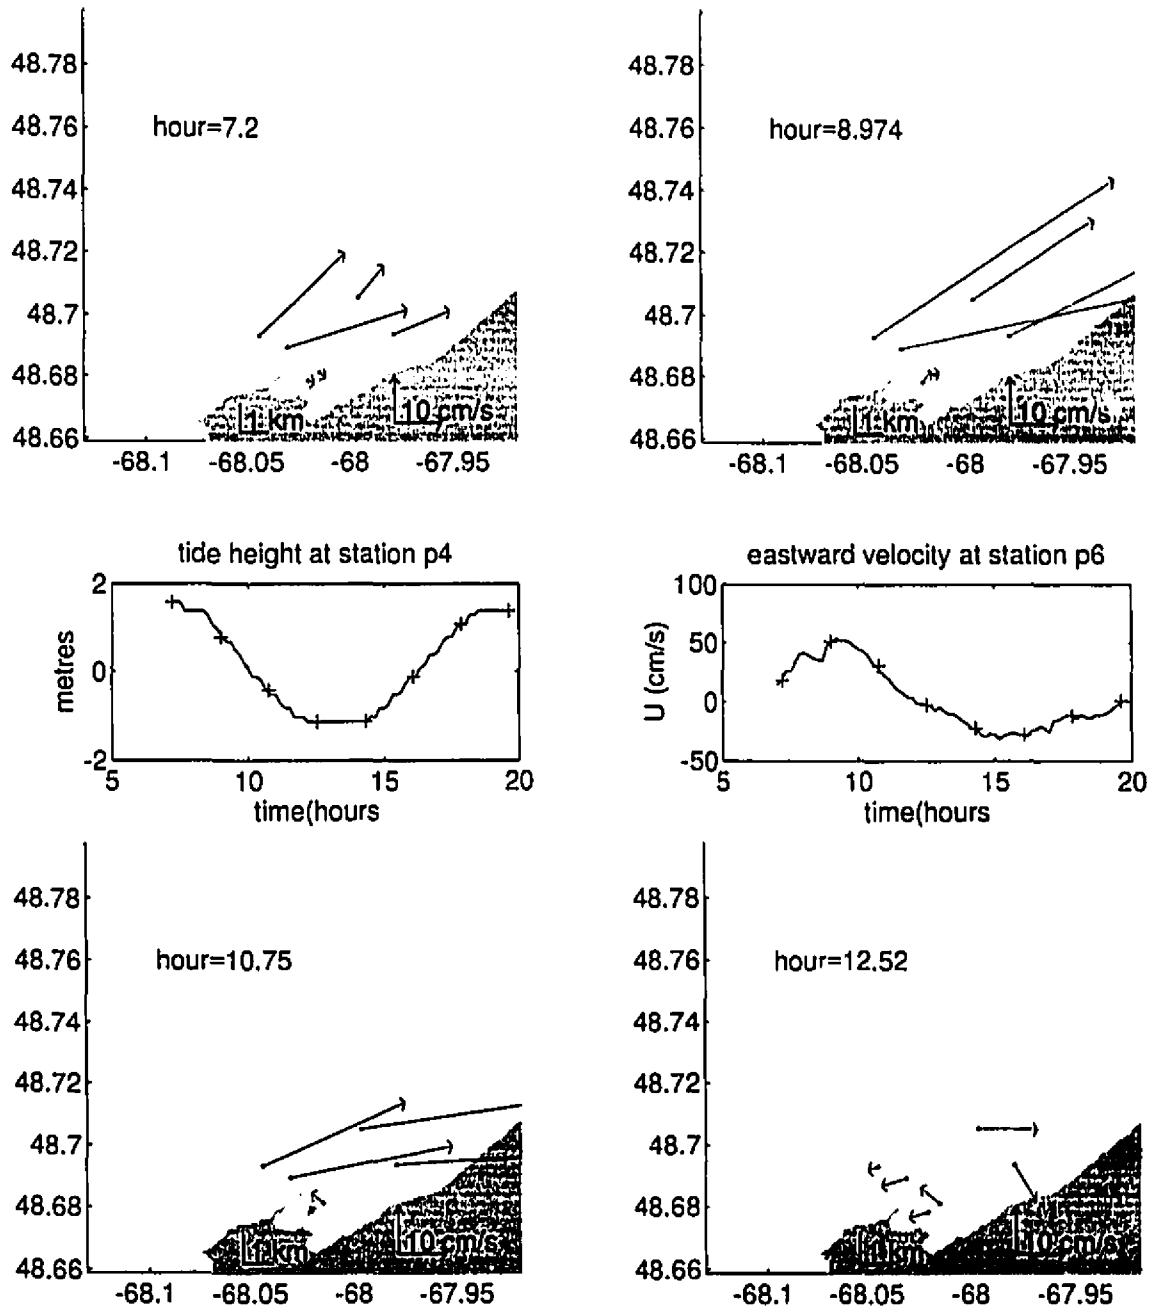 48.78
48.76
48.74
48.72
48.7
48.68
48.66
hour=7.2
1 km
10 cm/s
-68.1 -68.05 -68 -67.95
48.78
48.76
48.74
48.72
48.7
48.68
48.66
hour=8.974
1 km
10 cm/s
-68.1 -68.05 -68 -67.95
tide height at station p4
2
0
-2
metres
5 10 15 20
time(hours
eastward velocity at station p6
100
50
0
-50
U (cm/s)
5 10 15 20
time(hours
48.78
48.76
48.74
48.72
48.7
48.68
48.66
hour=10.75
1 km
10 cm/s
-68.1 -68.05 -68 -67.95
48.78
48.76
48.74
48.72
48.7
48.68
48.66
hour=12.52
1 km
10 cm/s
-68.1 -68.05 -68 -67.95